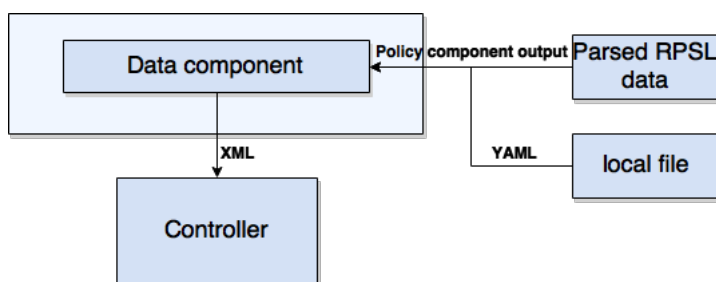 Policy component output
Data component
Parsed RPSL
data
XML
YAML
local file
Controller